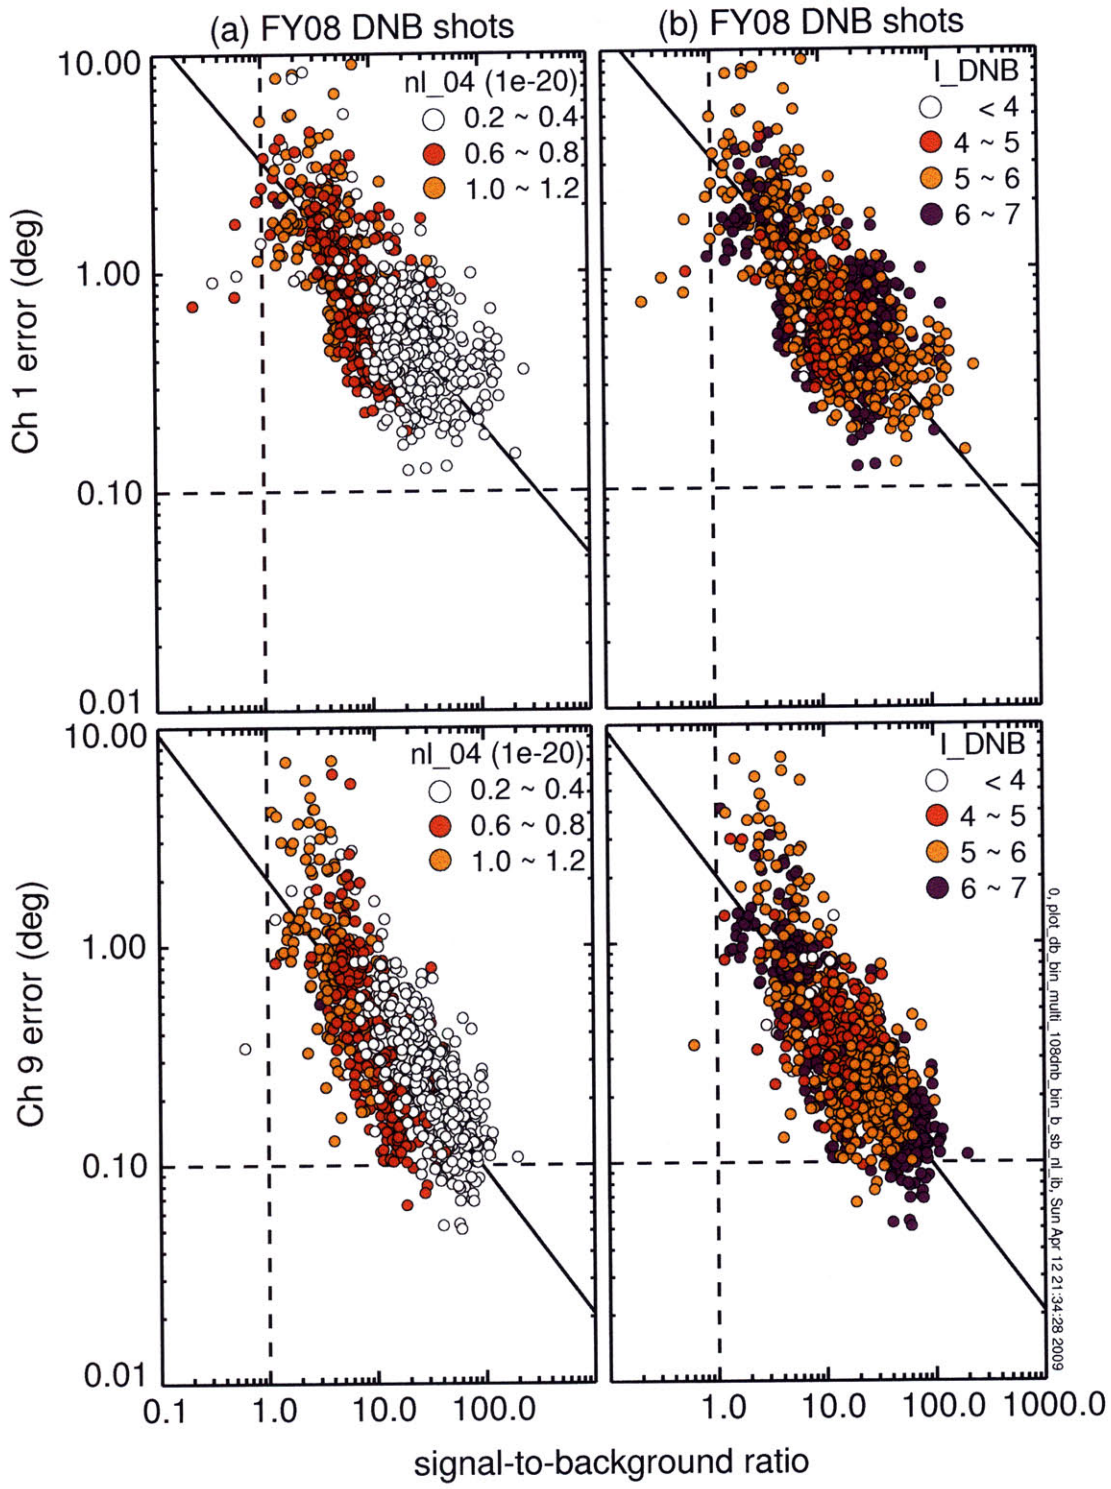 (a) FY08 DNB shots
(b) FY08 DNB shots
10.00
1.00
0.10
0.01
Ch 1 error (deg)
nl_04 (1e-20)
0.2 ~ 0.4
0.6 ~ 0.8
1.0 ~ 1.2
I_DNB
< 4
4 ~ 5
5 ~ 6
6 ~ 7
10.00
1.00
0.10
0.01
Ch 9 error (deg)
nl_04 (1e-20)
0.2 ~ 0.4
0.6 ~ 0.8
1.0 ~ 1.2
I_DNB
< 4
4 ~ 5
5 ~ 6
6 ~ 7
0.1 1.0 10.0 100.0
1.0 10.0 100.0 1000.0
signal-to-background ratio
0, plot_db_bin_multi_108dnb_bin_b_sb_nl_ib, Sun Apr 12 21:34:28 2009